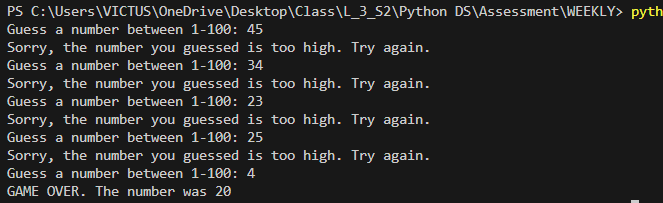 PS C:\Users\VICTUS\OneDrive\Desktop\Class\L_3_S2\Python DS\Assessment\WEEKLY> pyth
Guess a number between 1-100: 45
Sorry, the number you guessed is too high. Try again.
Guess a number between 1-100: 34
Sorry, the number you guessed is too high. Try again.
Guess a number between 1-100: 23
Sorry, the number you guessed is too high. Try again.
Guess a number between 1-100: 25
Sorry, the number you guessed is too high. Try again.
Guess a number between 1-100: 4
GAME OVER. The number was 20